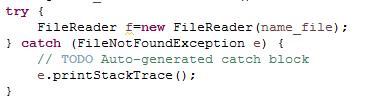 try {
    FileReader f=new FileReader(name_file);
} catch (FileNotFoundException e) {
    // TODO Auto-generated catch block
    e.printStackTrace();
}